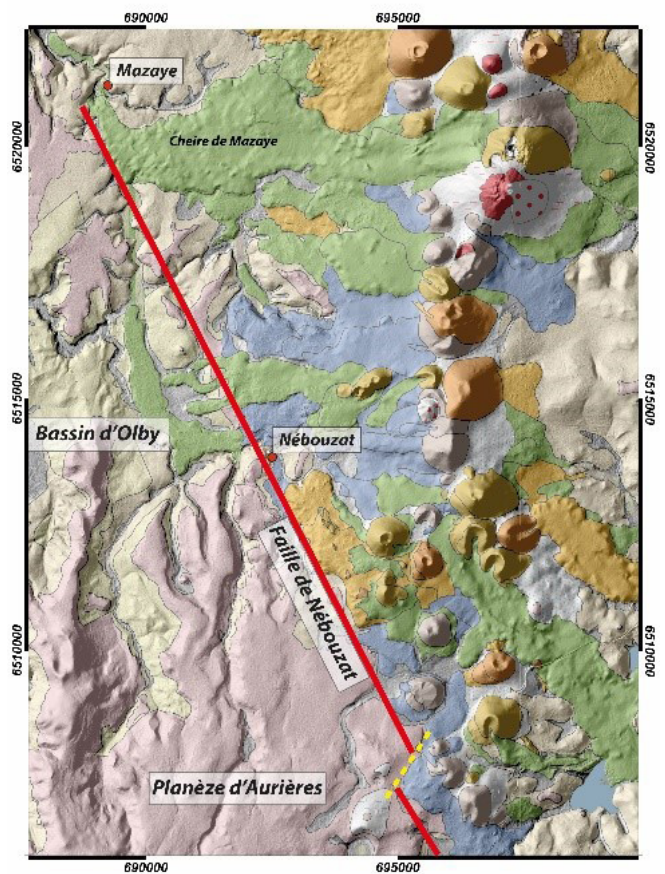 690000
695000
Mazaye
6520000
6520000
Cheire de Mazaye
6515000
6515000
Bassin d'Olby
Nébouzat
Faille de Nébouzat
6510000
6510000
Planèze d'Aurières
690000
695000